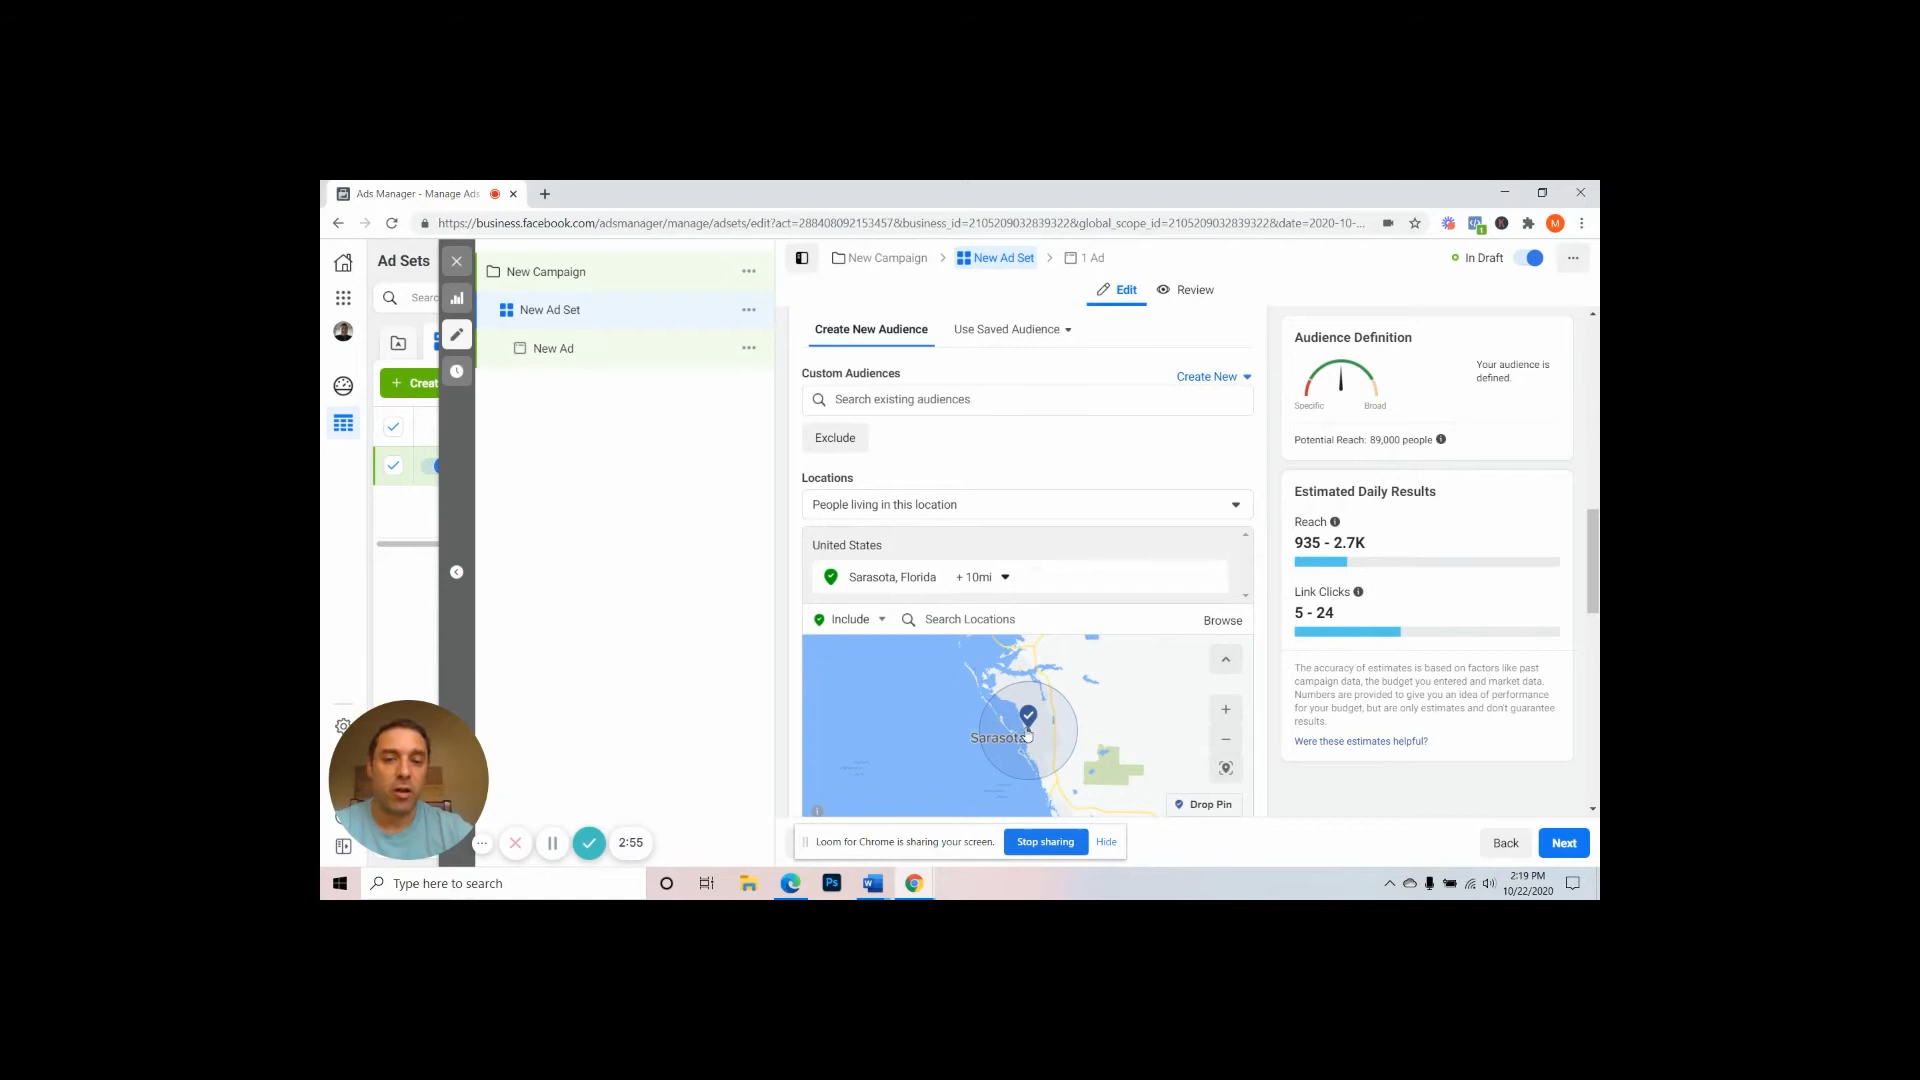 Ads Manager - Manage Ads
https://business.facebook.com/adsmanager/manage/adsets/edit?act=288408092153457&business_id=2105209032839322&global_scope_id=2105209032839322&date=2020-10-...
M
Ad Sets
Searc
+ Creat
New Campaign
New Ad Set
New Ad
New Campaign
New Ad Set
1 Ad
In Draft
Edit
Review
Create New Audience
Use Saved Audience
Custom Audiences
Create New
Search existing audiences
Exclude
Locations
People living in this location
United States
Sarasota, Florida + 10mi
Include
Search Locations
Browse
Sarasota
Drop Pin
Audience Definition
Your audience is
defined.
Specific
Broad
Potential Reach: 89,000 people
Estimated Daily Results
Reach
935 - 2.7K
Link Clicks
5 - 24
The accuracy of estimates is based on factors like past
campaign data, the budget you entered and market data.
Numbers are provided to give you an idea of performance
for your budget, but are only estimates and don't guarantee
results.
Were these estimates helpful?
2:55
Loom for Chrome is sharing your screen.
Stop sharing
Hide
Back
Next
Type here to search
Ps
2:19 PM
10/22/2020